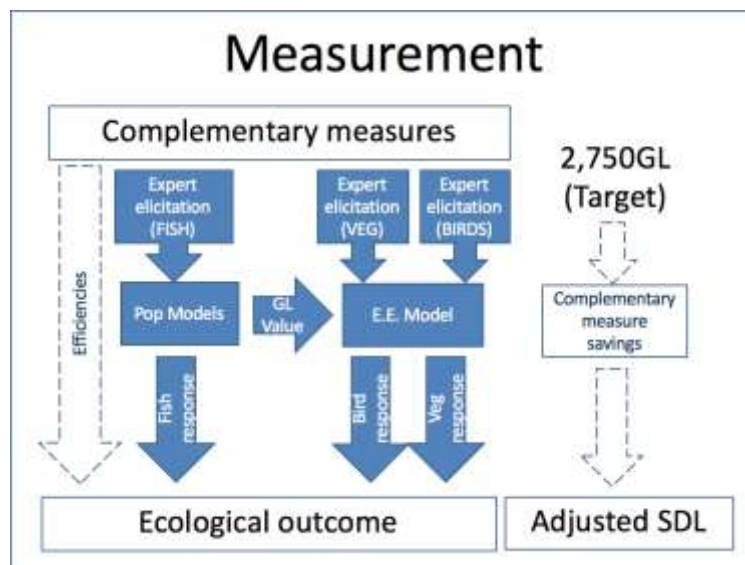 Measurement
Complementary measures
2,750GL
(Target)
Expert
elicitation
(FISH)
Expert
elicitation
(VEG)
Expert
elicitation
(BIRDS)
Efficiencies
Pop Models
GL
Value
E.E. Model
Complementary
measure
savings
Fish
response
Bird
response
Veg
response
Ecological outcome
Adjusted SDL